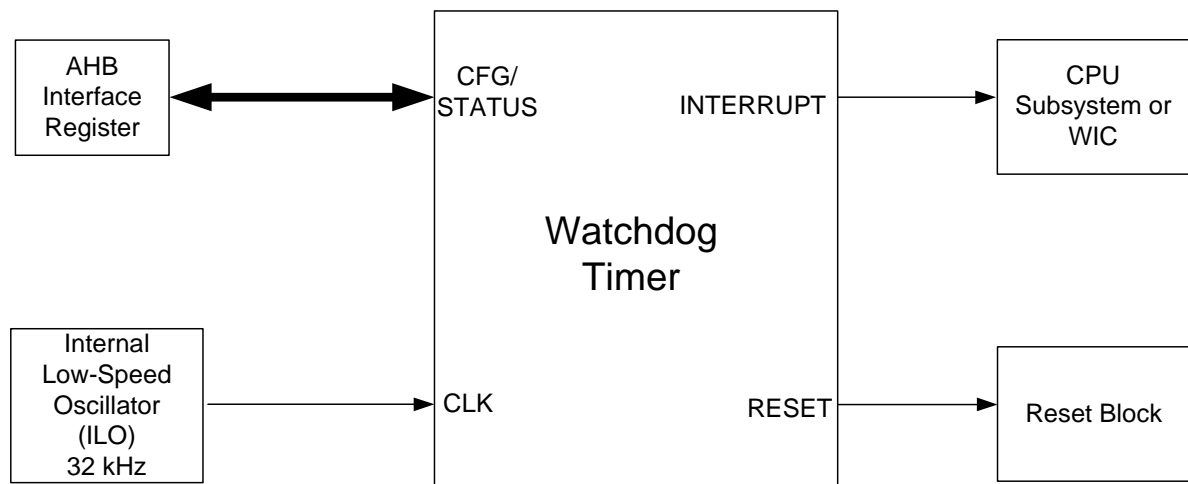 AHB
Interface
Register
CFG/
STATUS
INTERRUPT
CPU
Subsystem or
WIC
Watchdog
Timer
Internal
Low-Speed
Oscillator
(ILO)
32 kHz
CLK
RESET
Reset Block